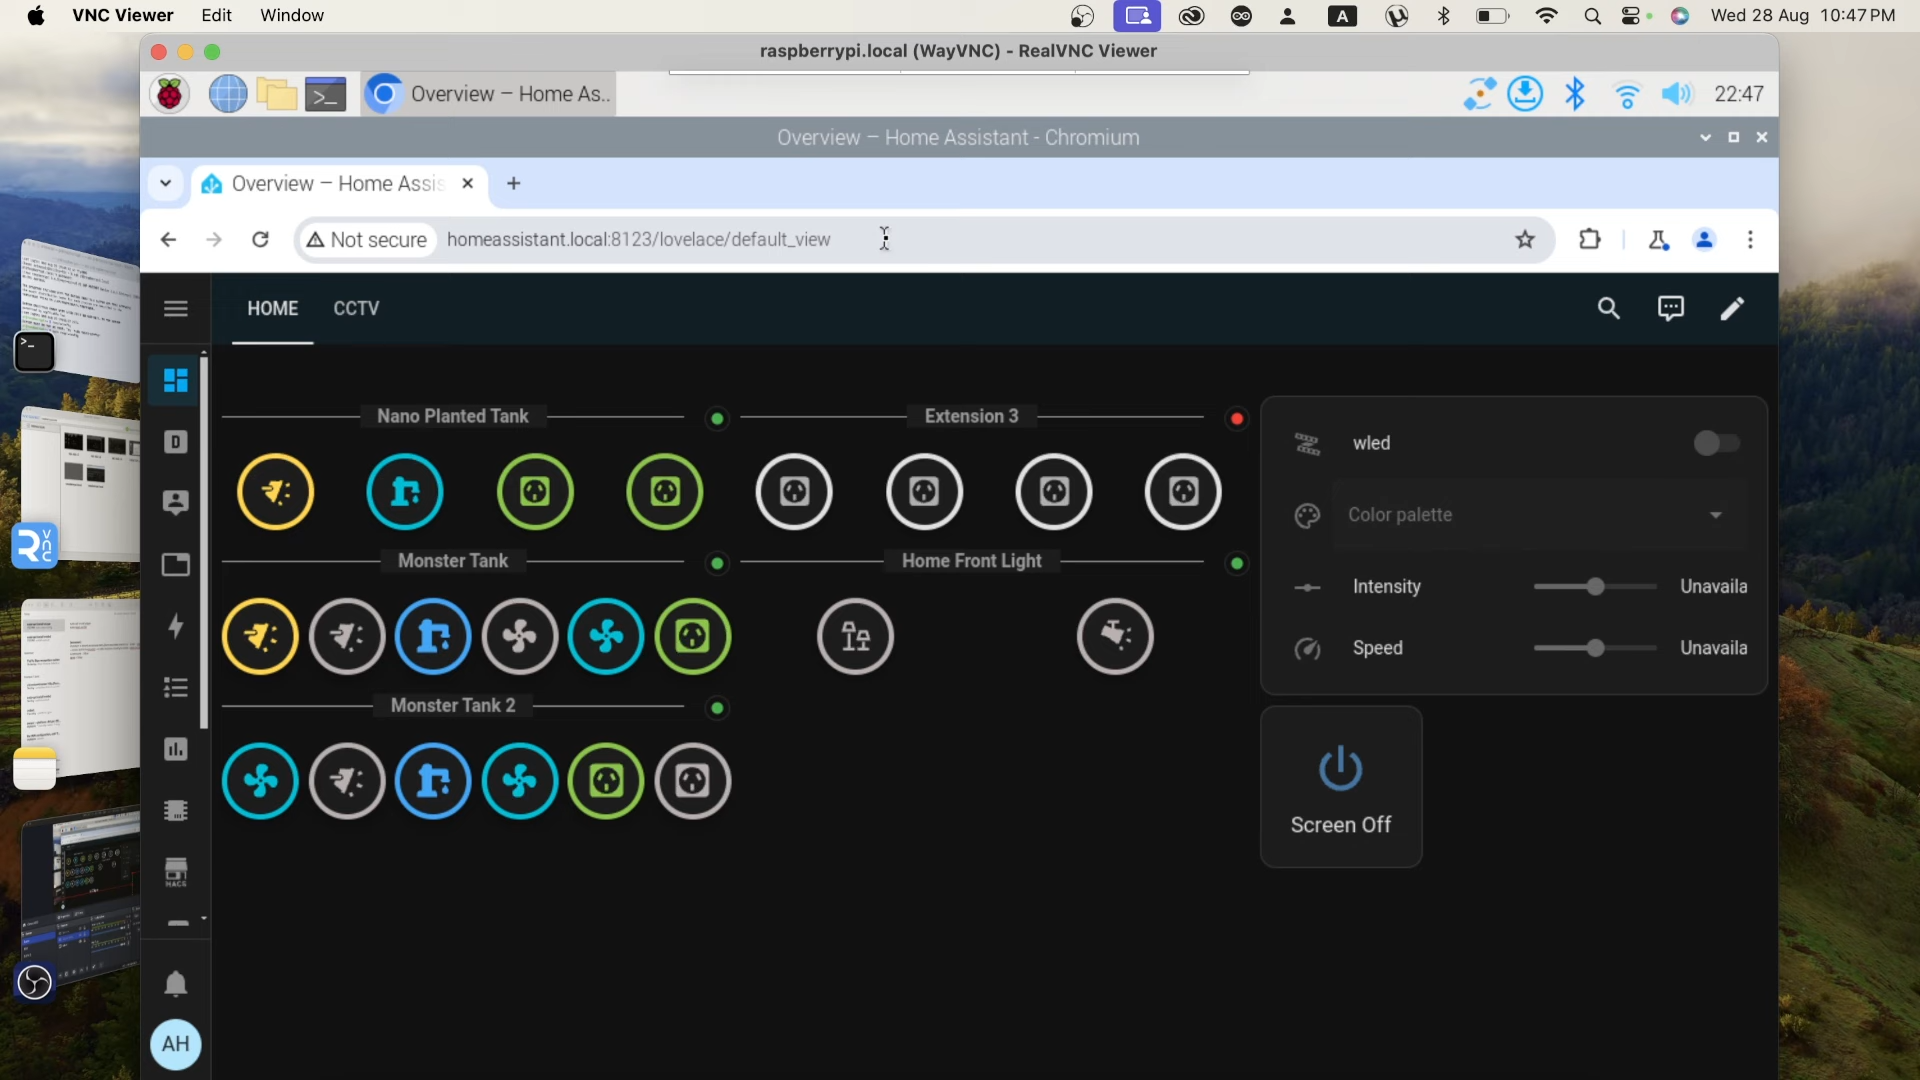 VNC Viewer Edit Window
A
Wed 28 Aug 10:47 PM
raspberrypi.local (WayVNC) - RealVNC Viewer
Overview – Home As..
22:47
Overview – Home Assistant - Chromium
Overview – Home Assis
Not secure homeassistant.local:8123/lovelace/default_view
HOME CCTV
Nano Planted Tank
Extension 3
wled
Color palette
Monster Tank
Home Front Light
Intensity Unavaila
Speed Unavaila
Monster Tank 2
Screen Off
D
HACS
AH